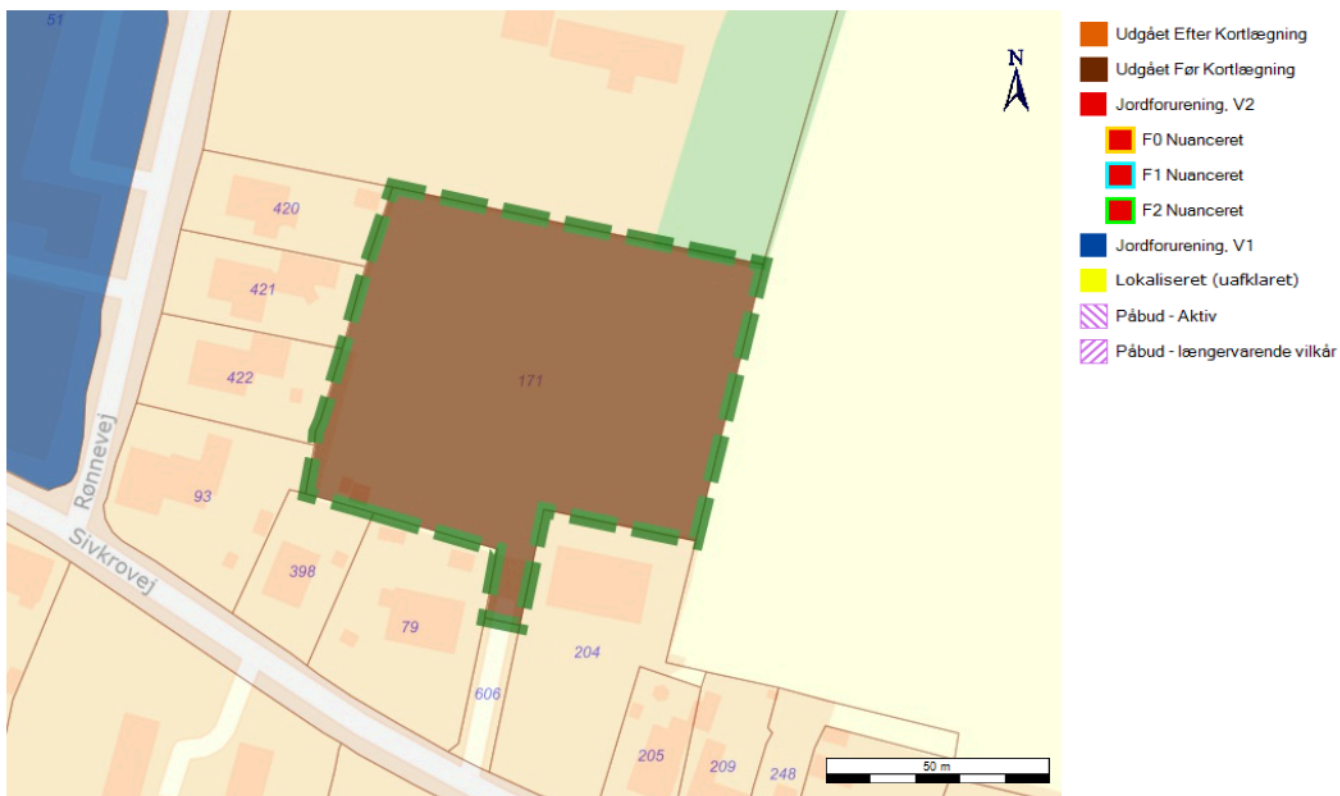 51
420
421
422
171
93
398
79
204
606
205
209
248
Rønnevej
Sivkrovej
50 m
N
Udgået Efter Kortlægning
Udgået Før Kortlægning
Jordforurening, V2
F0 Nuanceret
F1 Nuanceret
F2 Nuanceret
Jordforurening, V1
Lokaliseret (uafklaret)
Påbud - Aktiv
Påbud - længervarende vilkår